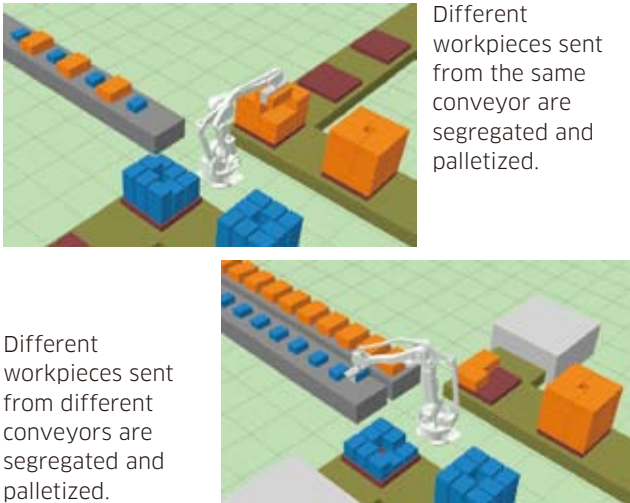 Different
workpieces sent
from the same
conveyor are
segregated and
palletized.
Different
workpieces sent
from different
conveyors are
segregated and
palletized.